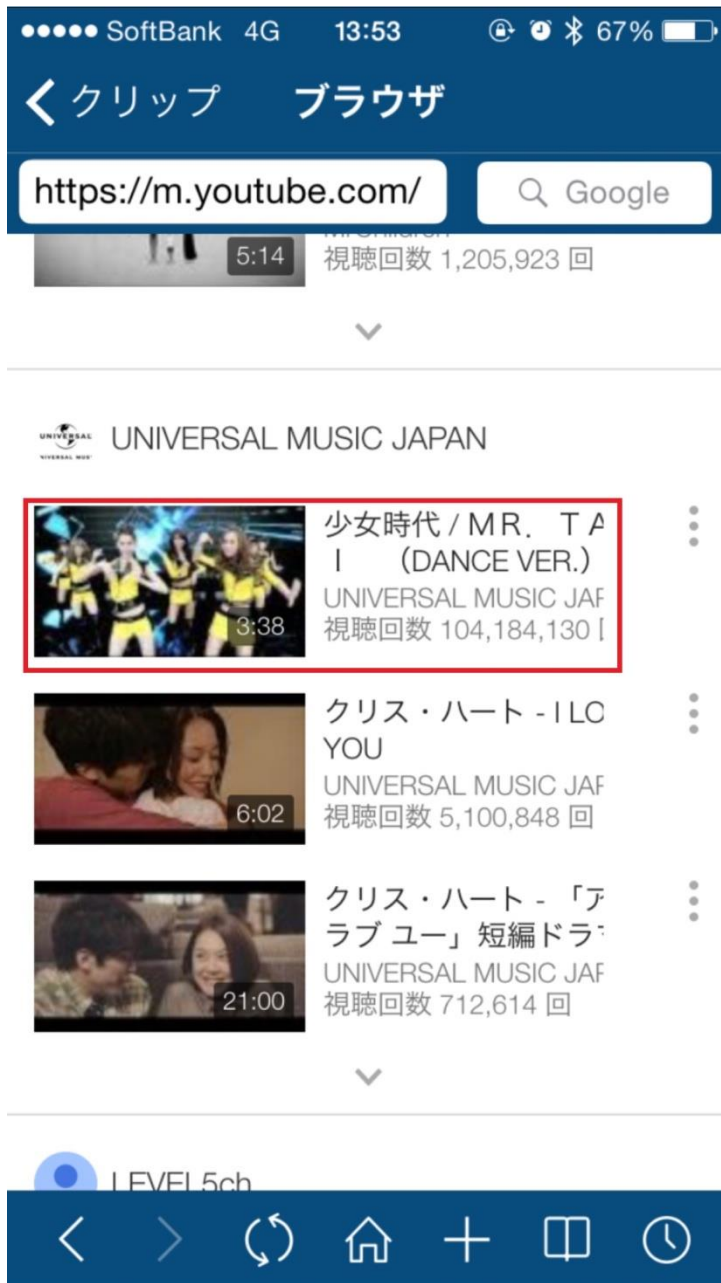 SoftBank 4G 13:53 67%
クリップ ブラウザ
https://m.youtube.com/ Google
5:14
視聴回数 1,205,923 回
UNIVERSAL
UNIVERSAL MUSIC JAPAN
少女時代 / ＭＲ．ＴＡ
Ｉ （DANCE VER.）
UNIVERSAL MUSIC JAP
3:38
視聴回数 104,184,130
クリス・ハート - I LO
YOU
UNIVERSAL MUSIC JAP
6:02
視聴回数 5,100,848 回
クリス・ハート - 「ア
ラブ ユー」短編ドラ
UNIVERSAL MUSIC JAP
21:00
視聴回数 712,614 回
LEVEL5ch